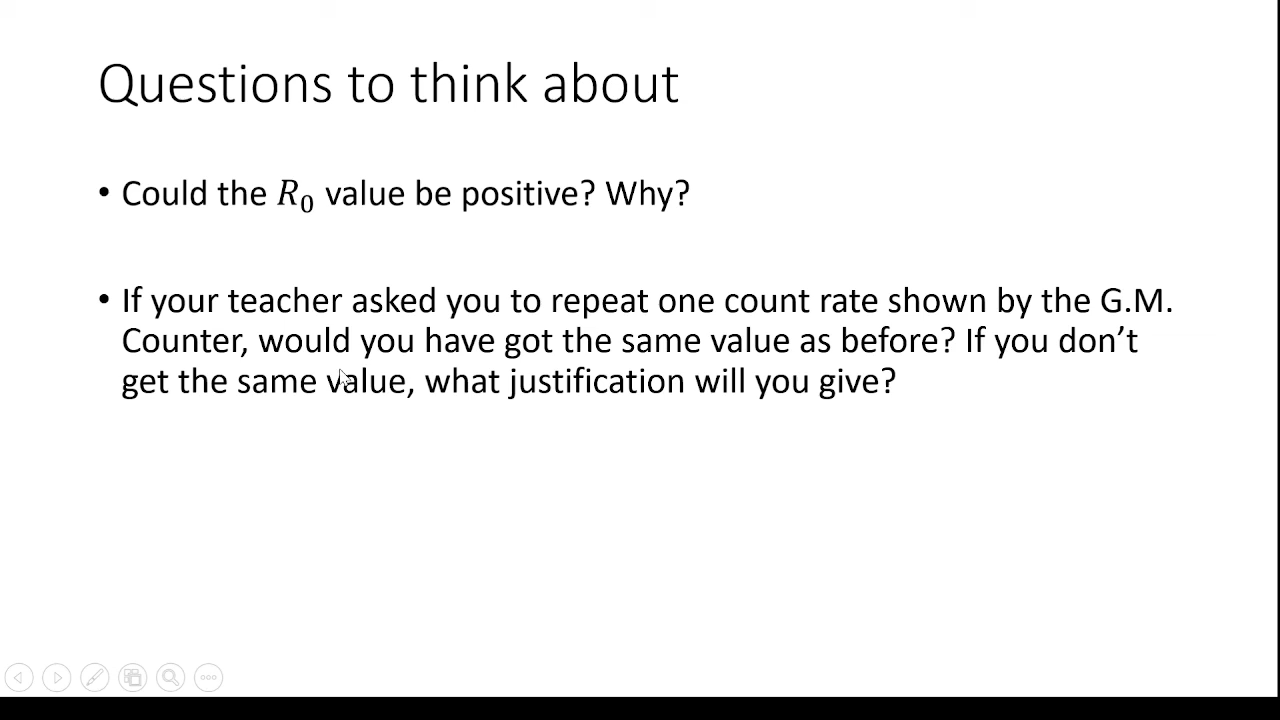 Questions to think about
• Could the R₀ value be positive? Why?
• If your teacher asked you to repeat one count rate shown by the G.M.
Counter, would you have got the same value as before? If you don’t
get the same value, what justification will you give?